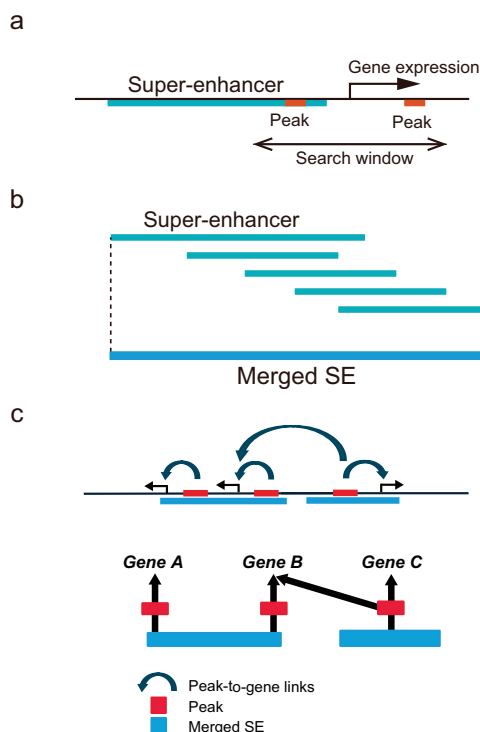 a
Gene expression
Super-enhancer
Peak
Peak
Search window
b
Super-enhancer
Merged SE
c
Gene A Gene B Gene C
Peak-to-gene links
Peak
Merged SE